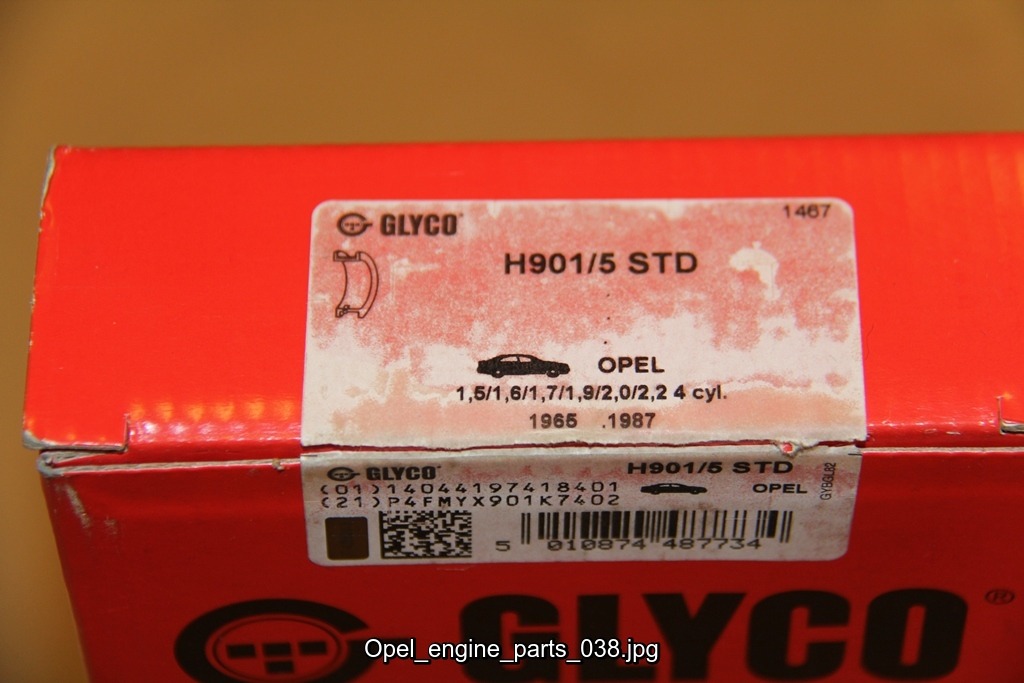 1467
GLYCO
H901/5 STD
OPEL
1,5/1,6/1,7/1,9/2,0/2,2 4 cyl.
1965 .1987
GLYCO
H901/5 STD
(01)14044197418401
(21)P4FMYX901K7402
OPEL
GYBGL82
5 010874 487734
GLYCO®
Opel_engine_parts_038.jpg